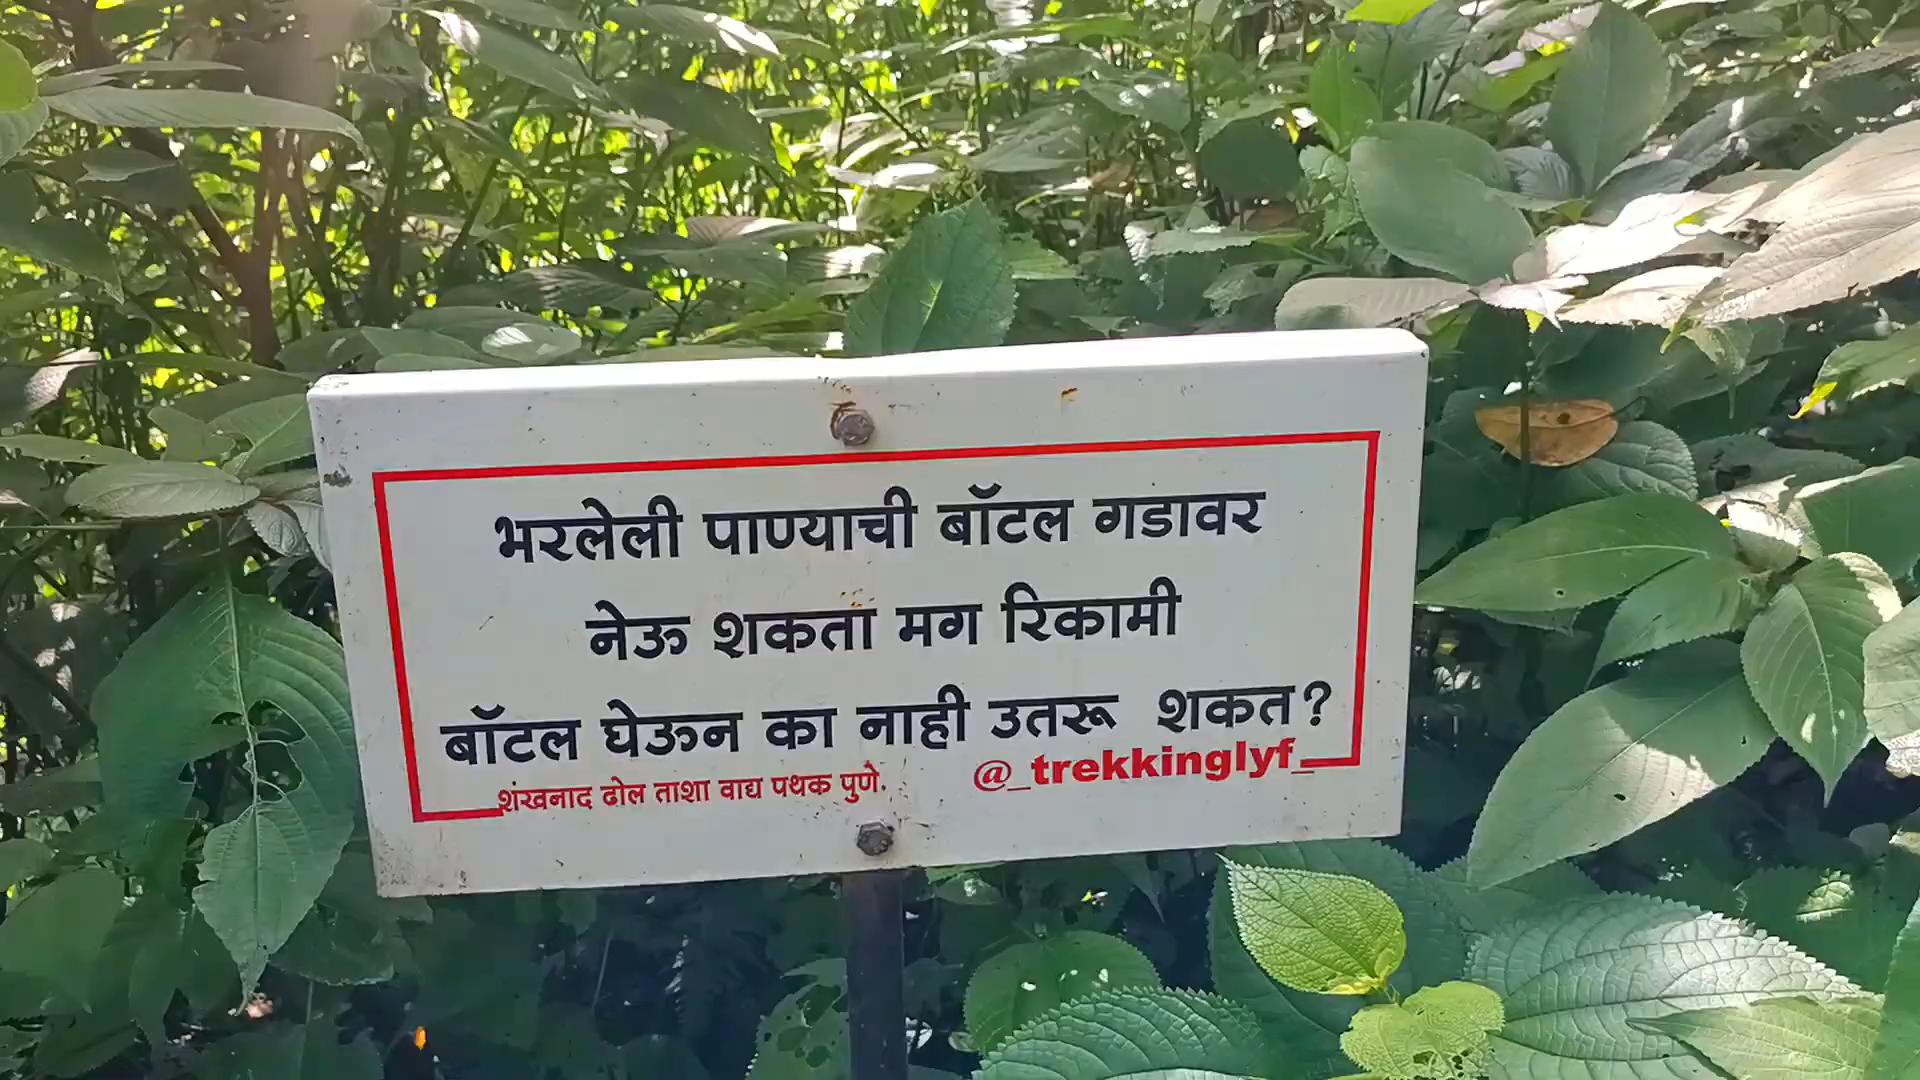 भरलेली पाण्याची बॉटल गडावर
नेऊ शकता मग रिकामी
बॉटल घेऊन का नाही उतरू शकत?
शंखनाद ढोल ताशा वाद्य पथक पुणे.
@_trekkinglyf_